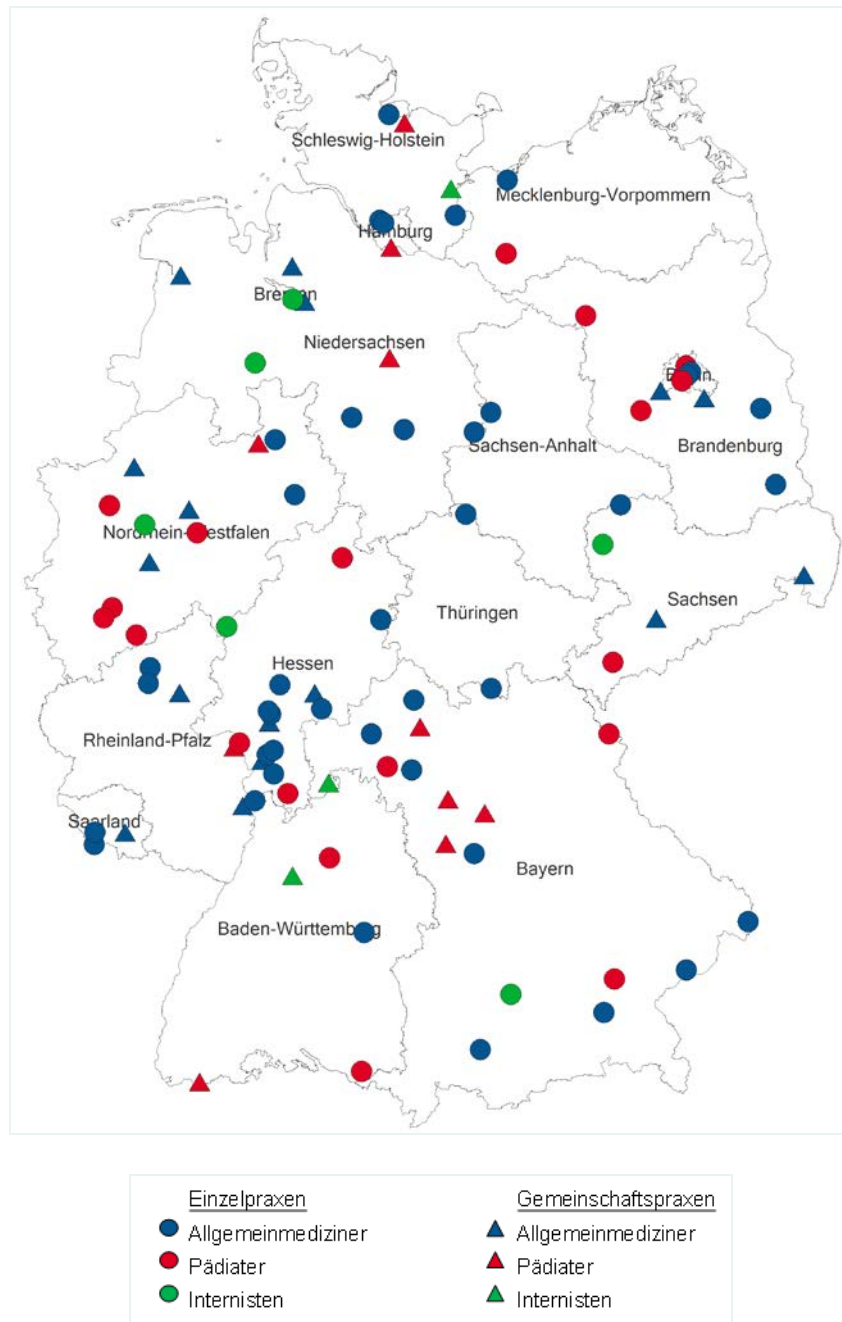 Schleswig-Holstein
Mecklenburg-Vorpommern
Hamburg
Bremen
Niedersachsen
Berlin
Sachsen-Anhalt
Brandenburg
Nordrhein-Westfalen
Thüringen
Sachsen
Hessen
Rheinland-Pfalz
Saarland
Bayern
Baden-Württemberg
Einzelpraxen
Gemeinschaftspraxen
Allgemeinmediziner
Allgemeinmediziner
Pädiater
Pädiater
Internisten
Internisten